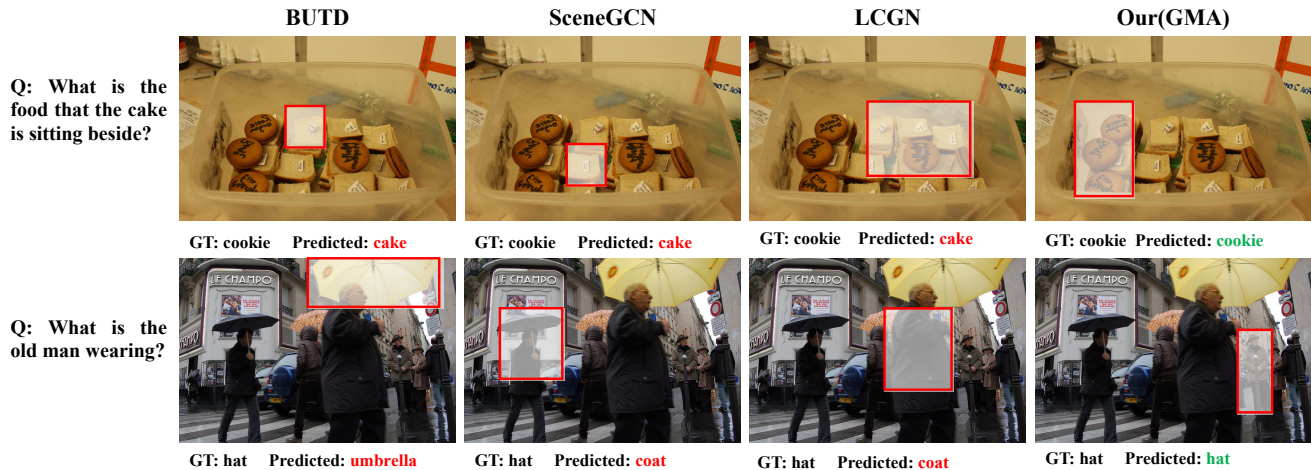 BUTD SceneGCN LCGN Our(GMA)
Q: What is the
food that the cake
is sitting beside?
GT: cookie Predicted: cake
GT: cookie Predicted: cake
GT: cookie Predicted: cake
GT: cookie Predicted: cookie
Q: What is the
old man wearing?
LE CHAMPO
LE CHAMPO
LE CHAMPO
LE CHAMPO
GT: hat Predicted: umbrella
GT: hat Predicted: coat
GT: hat Predicted: coat
GT: hat Predicted: hat